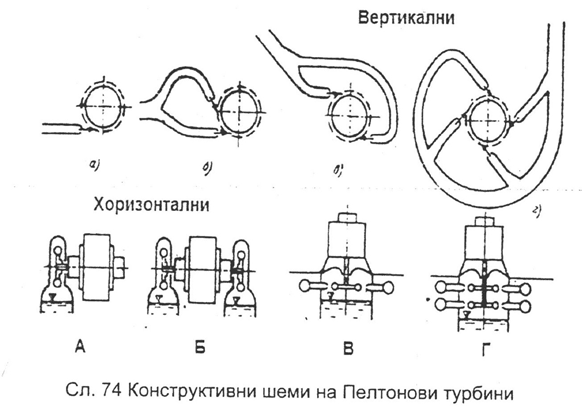 Вертикални
а)
б)
в)
г)
Хоризонтални
А
Б
В
Г
Сл. 74 Конструктивни шеми на Пелтонови турбини